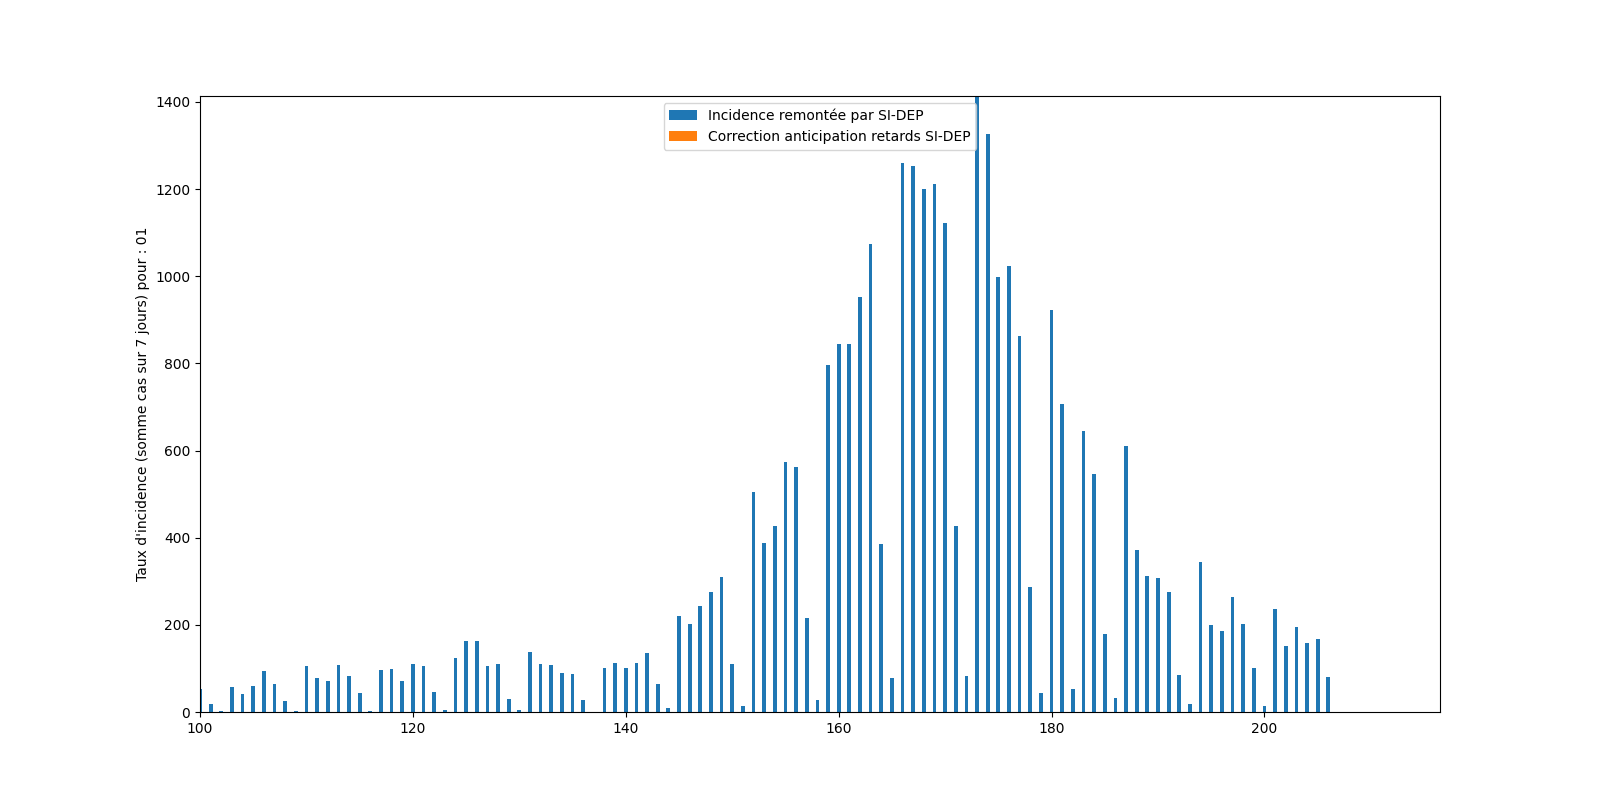 Incidence remontée par SI-DEP
Correction anticipation retards SI-DEP
Taux d'incidence (somme cas sur 7 jours) pour : 01
1400
1200
1000
800
600
400
200
0
100 120 140 160 180 200